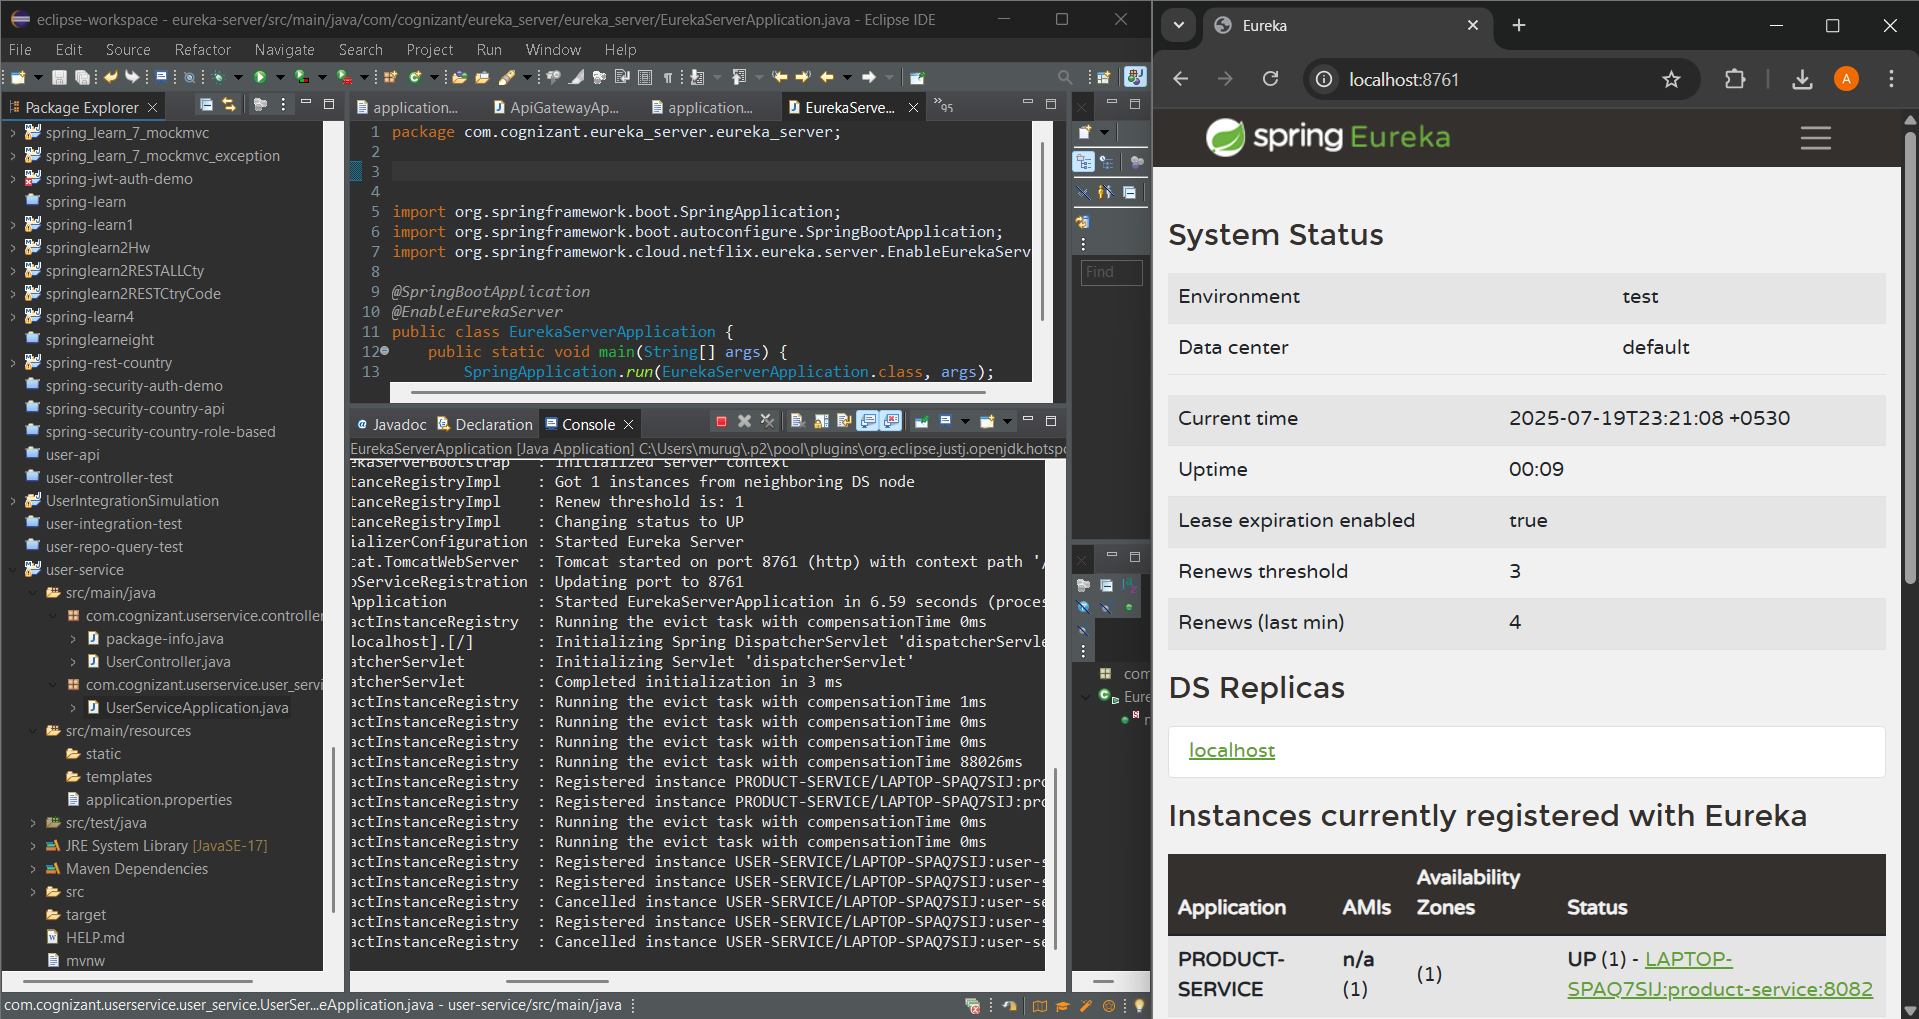 eclipse-workspace - eureka-server/src/main/java/com/cognizant/eureka_server/eureka_server/EurekaServerApplication.java - Eclipse IDE
File Edit Source Refactor Navigate Search Project Run Window Help
Package Explorer
spring_learn_7_mockmvc
spring_learn_7_mockmvc_exception
spring-jwt-auth-demo
spring-learn
spring-learn1
springlearn2Hw
springlearn2RESTALLCty
springlearn2RESTCtryCode
spring-learn4
springlearneight
spring-rest-country
spring-security-auth-demo
spring-security-country-api
spring-security-country-role-based
user-api
user-controller-test
UserIntegrationSimulation
user-integration-test
user-repo-query-test
user-service
src/main/java
com.cognizant.userservice.controller
package-info.java
UserController.java
com.cognizant.userservice.user_servi
UserServiceApplication.java
src/main/resources
static
templates
application.properties
src/test/java
JRE System Library [JavaSE-17]
Maven Dependencies
src
target
HELP.md
mvnw
application... ApiGatewayAp... application... EurekaServe... »95
1 package com.cognizant.eureka_server.eureka_server;
2
3
4
5 import org.springframework.boot.SpringApplication;
6 import org.springframework.boot.autoconfigure.SpringBootApplication;
7 import org.springframework.cloud.netflix.eureka.server.EnableEurekaServ
8
9 @SpringBootApplication
10 @EnableEurekaServer
11 public class EurekaServerApplication {
12 public static void main(String[] args) {
13 SpringApplication.run(EurekaServerApplication.class, args);
Find
com
Eure
Javadoc Declaration Console
EurekaServerApplication [Java Application] C:\Users\murug\.p2\pool\plugins\org.eclipse.justj.openjdk.hotspo
ekaServerBootstrap : Initialized server context
tanceRegistryImpl : Got 1 instances from neighboring DS node
tanceRegistryImpl : Renew threshold is: 1
tanceRegistryImpl : Changing status to UP
ializerConfiguration : Started Eureka Server
cat.TomcatWebServer : Tomcat started on port 8761 (http) with context path '/
oServiceRegistration : Updating port to 8761
Application : Started EurekaServerApplication in 6.59 seconds (proces
actInstanceRegistry : Running the evict task with compensationTime 0ms
localhost].[/] : Initializing Spring DispatcherServlet 'dispatcherServle
atcherServlet : Initializing Servlet 'dispatcherServlet'
atcherServlet : Completed initialization in 3 ms
actInstanceRegistry : Running the evict task with compensationTime 1ms
actInstanceRegistry : Running the evict task with compensationTime 0ms
actInstanceRegistry : Running the evict task with compensationTime 0ms
actInstanceRegistry : Running the evict task with compensationTime 88026ms
actInstanceRegistry : Registered instance PRODUCT-SERVICE/LAPTOP-SPAQ7SIJ:pro
actInstanceRegistry : Registered instance PRODUCT-SERVICE/LAPTOP-SPAQ7SIJ:pro
actInstanceRegistry : Running the evict task with compensationTime 0ms
actInstanceRegistry : Running the evict task with compensationTime 0ms
actInstanceRegistry : Registered instance USER-SERVICE/LAPTOP-SPAQ7SIJ:user-s
actInstanceRegistry : Registered instance USER-SERVICE/LAPTOP-SPAQ7SIJ:user-s
actInstanceRegistry : Cancelled instance USER-SERVICE/LAPTOP-SPAQ7SIJ:user-se
actInstanceRegistry : Registered instance USER-SERVICE/LAPTOP-SPAQ7SIJ:user-s
actInstanceRegistry : Cancelled instance USER-SERVICE/LAPTOP-SPAQ7SIJ:user-se
com.cognizant.userservice.user_service.UserSer...eApplication.java - user-service/src/main/java
Eureka
localhost:8761
A
spring Eureka
System Status
Environment test
Data center default
Current time 2025-07-19T23:21:08 +0530
Uptime 00:09
Lease expiration enabled true
Renews threshold 3
Renews (last min) 4
DS Replicas
localhost
Instances currently registered with Eureka
Application AMIs Availability Zones Status
PRODUCT-SERVICE n/a (1) (1) UP (1) - LAPTOP-SPAQ7SIJ:product-service:8082